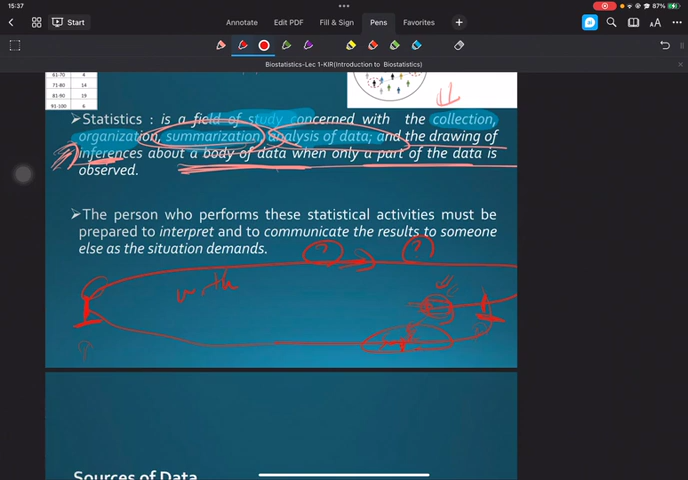 15:37
87%
Start
Annotate Edit PDF Fill & Sign Pens Favorites
Biostatistics-Lec 1-KIR(Introduction to Biostatistics)
61-70 4
71-80 14
81-90 19
91-100 6
➢Statistics : is a field of study concerned with the collection,
organization, summarization, analysis of data; and the drawing of
inferences about a body of data when only a part of the data is
observed.
➢The person who performs these statistical activities must be
prepared to interpret and to communicate the results to someone
else as the situation demands.
? ?
with
Sources of Data